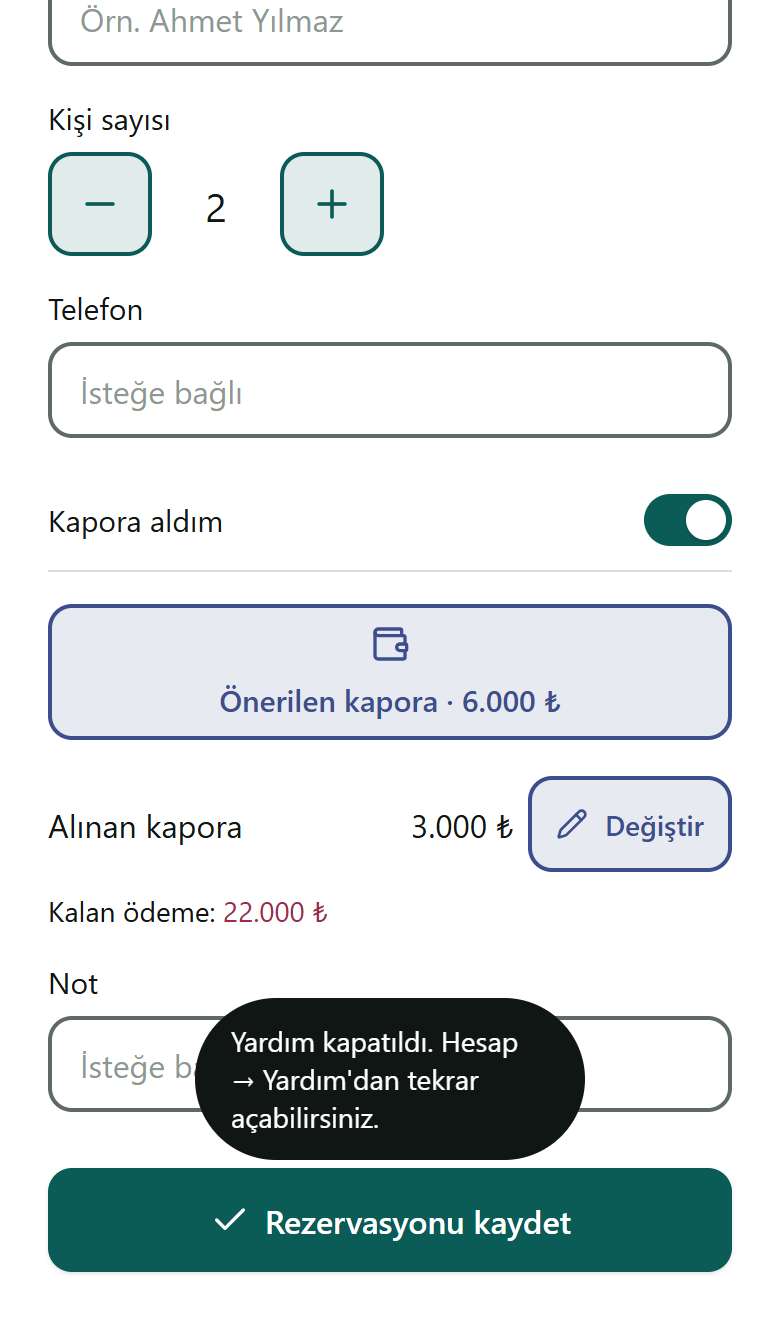 Örn. Ahmet Yılmaz
Kişi sayısı
2
Telefon
İsteğe bağlı
Kapora aldım
Önerilen kapora · 6.000 ₺
Alınan kapora 3.000 ₺ Değiştir
Kalan ödeme: 22.000 ₺
Not
İsteğe
Yardım kapatıldı. Hesap
→ Yardım'dan tekrar
açabilirsiniz.
Rezervasyonu kaydet